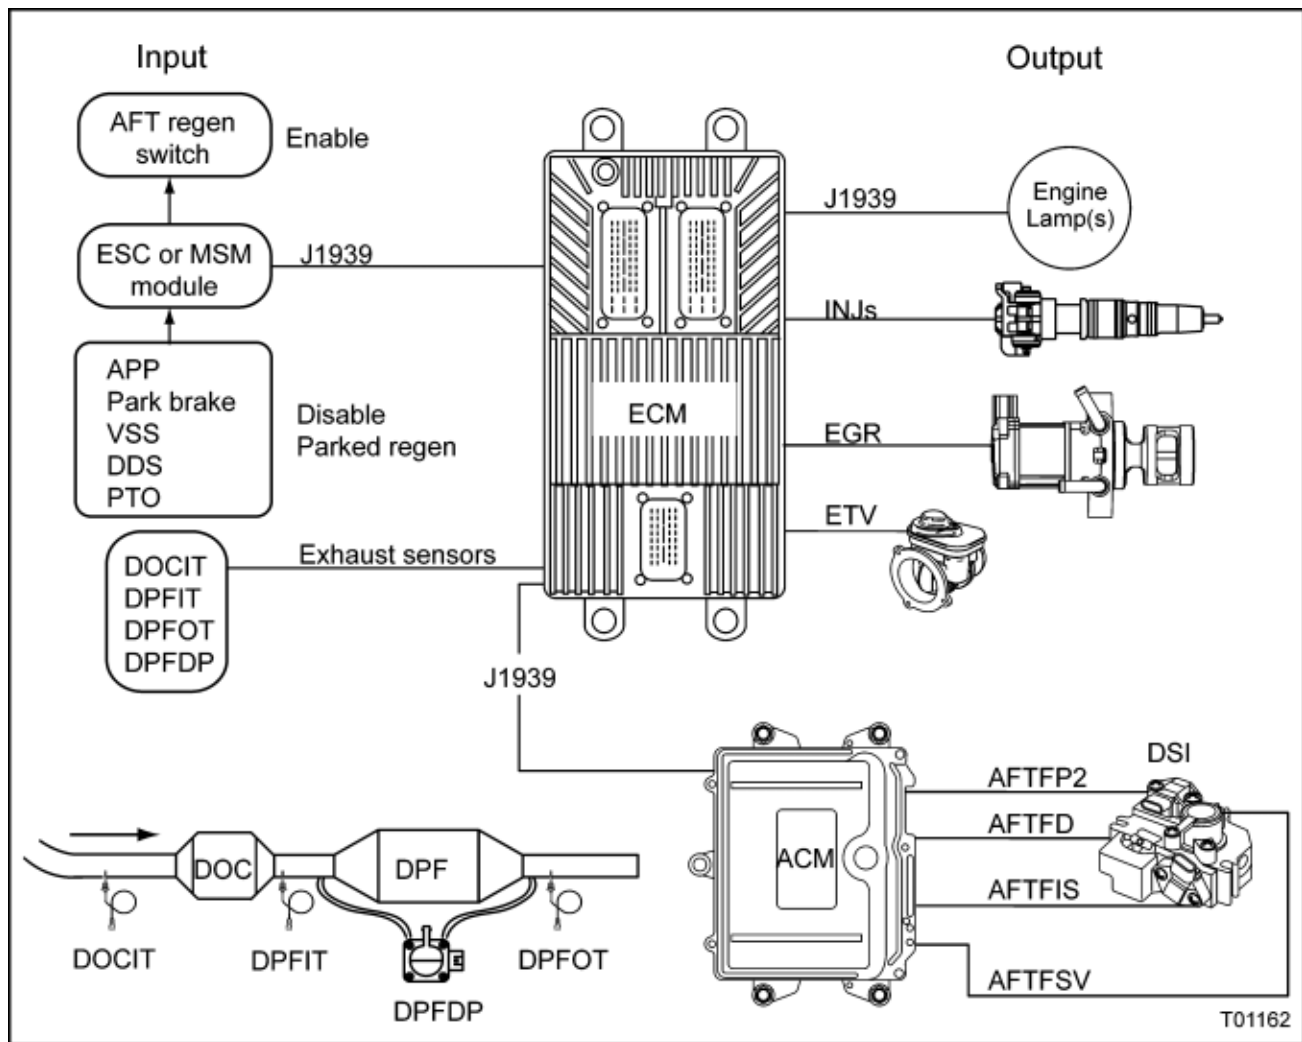 Input
Output
AFT regen
switch
Enable
ESC or MSM
module
J1939
APP
Park brake
VSS
DDS
PTO
Disable
Parked regen
DOCIT
DPFIT
DPFOT
DPFDP
Exhaust sensors
ECM
J1939
Engine
Lamp(s)
INJs
EGR
ETV
J1939
ACM
AFTFP2
AFTFD
AFTFIS
AFTFSV
DSI
DOC
DPF
DOCIT
DPFIT
DPFOT
DPFDP
T01162